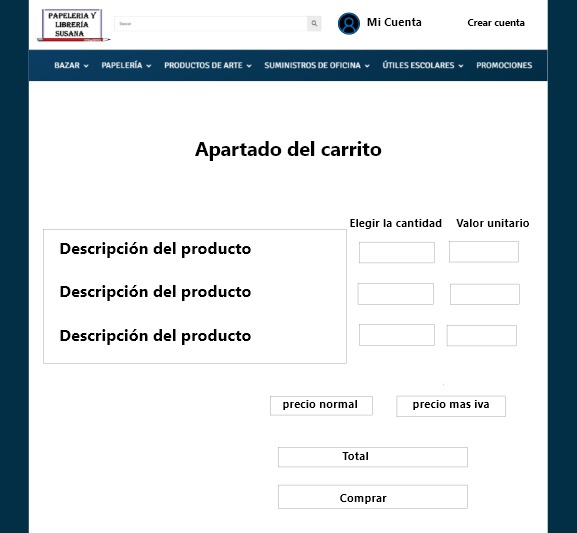 PAPELERIA Y
LIBRERÍA
SUSANA
Buscar
Mi Cuenta
Crear cuenta
BAZAR PAPELERÍA PRODUCTOS DE ARTE SUMINISTROS DE OFICINA ÚTILES ESCOLARES PROMOCIONES
Apartado del carrito
Elegir la cantidad Valor unitario
Descripción del producto
Descripción del producto
Descripción del producto
precio normal precio mas iva
Total
Comprar